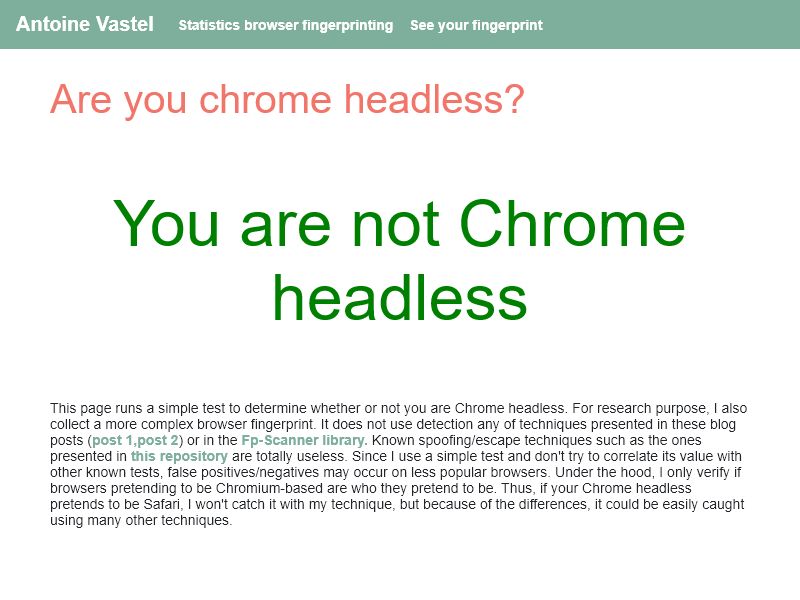 Antoine Vastel Statistics browser fingerprinting See your fingerprint
Are you chrome headless?
You are not Chrome
headless
This page runs a simple test to determine whether or not you are Chrome headless. For research purpose, I also
collect a more complex browser fingerprint. It does not use detection any of techniques presented in these blog
posts (post 1,post 2) or in the Fp-Scanner library. Known spoofing/escape techniques such as the ones
presented in this repository are totally useless. Since I use a simple test and don't try to correlate its value with
other known tests, false positives/negatives may occur on less popular browsers. Under the hood, I only verify if
browsers pretending to be Chromium-based are who they pretend to be. Thus, if your Chrome headless
pretends to be Safari, I won't catch it with my technique, but because of the differences, it could be easily caught
using many other techniques.